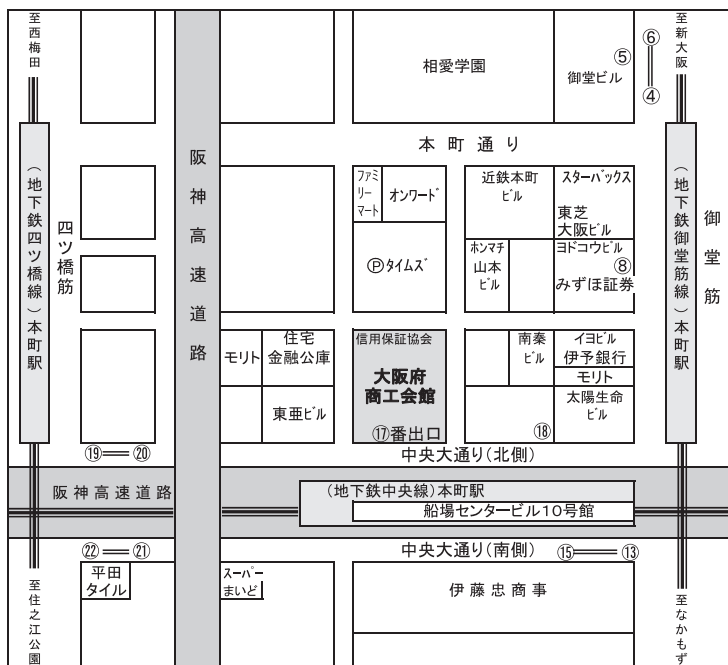 至西梅田
相愛学園
⑤
御堂ビル
⑥
④
至新大阪
本町通り
阪神高速道路
(地下鉄四ツ橋線)本町駅
四ツ橋筋
ファミ
リー
マート
オンワード
近鉄本町
ビル
スターバックス
東芝
大阪ビル
(地下鉄御堂筋線)本町駅
御堂筋
Ⓟタイムズ
ホンマチ
山本
ビル
ヨドコウビル
⑧
みずほ証券
モリト
住宅
金融公庫
東亜ビル
信用保証協会
大阪府
商工会館
⑰番出口
南秦
ビル
イヨビル
伊予銀行
モリト
太陽生命
ビル
⑱
⑲
⑳
中央大通り(北側)
阪神高速道路
(地下鉄中央線)本町駅
船場センタービル10号館
㉒
㉑
中央大通り(南側)
⑮
⑬
平田
タイル
スーパー
まいど
伊藤忠商事
至住之江公園
至なかもず